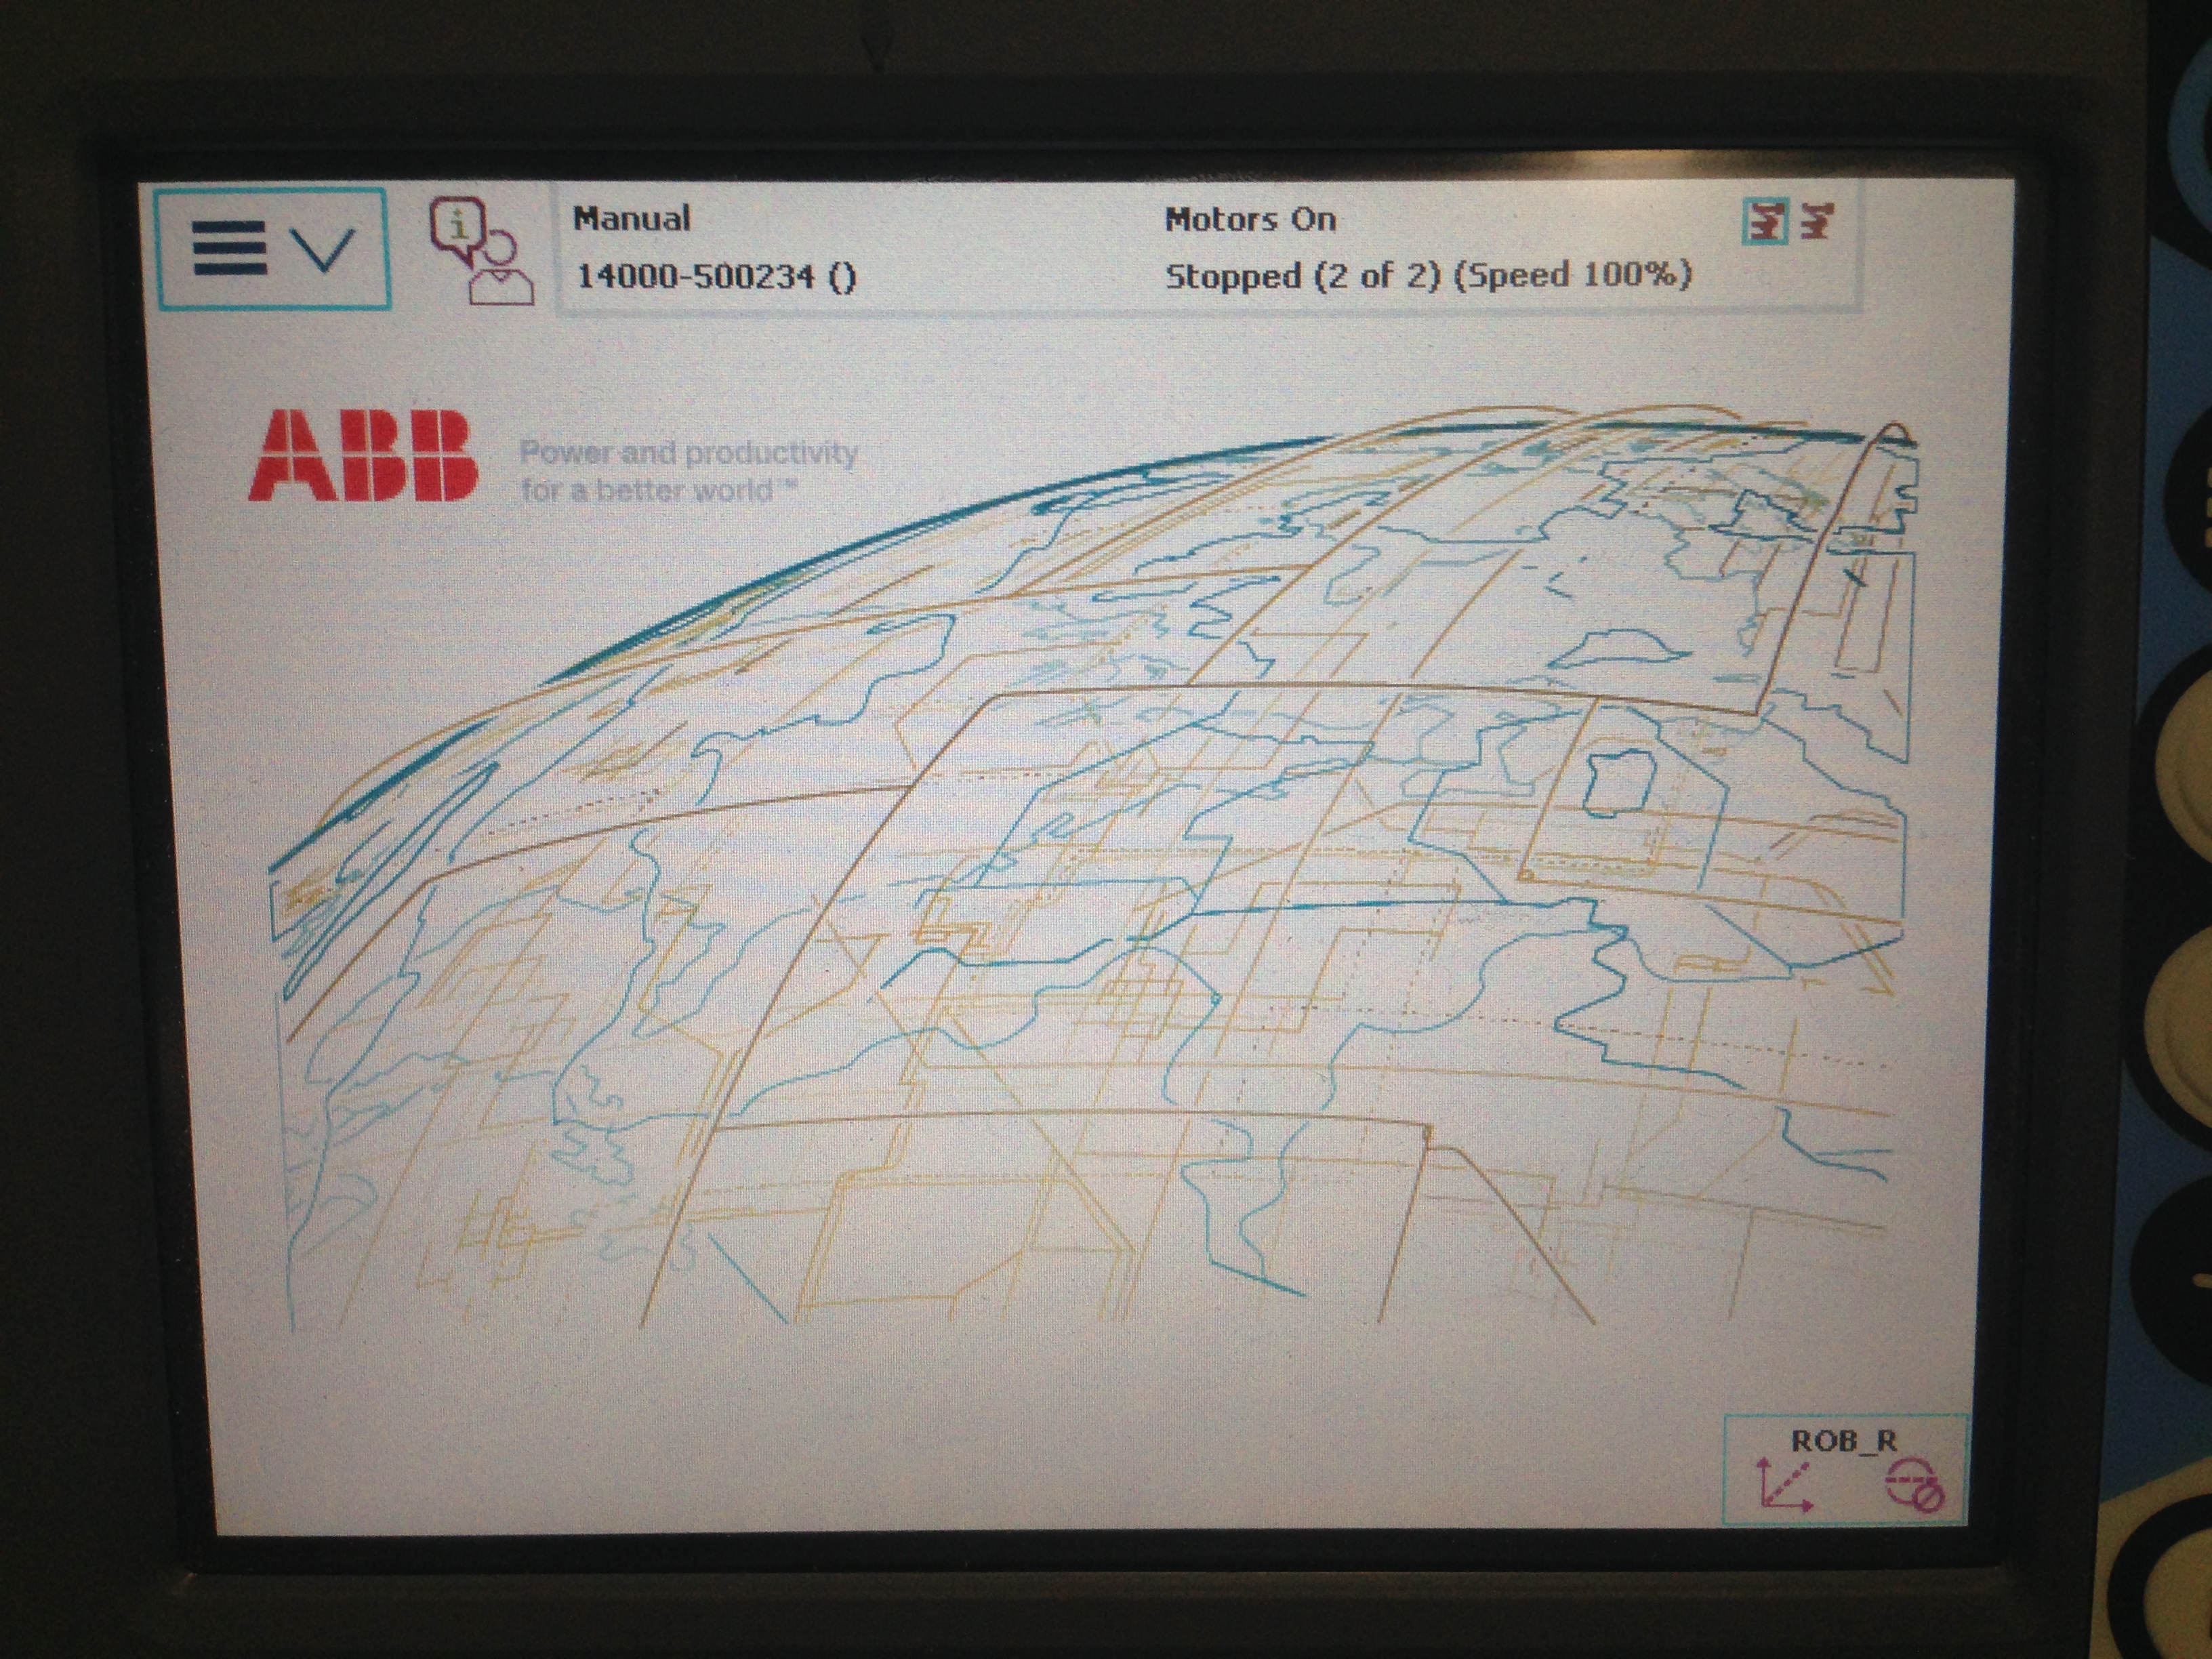 Manual
Motors On
14000-500234 ()
Stopped (2 of 2) (Speed 100%)
ABB
Power and productivity
for a better world™
ROB_R